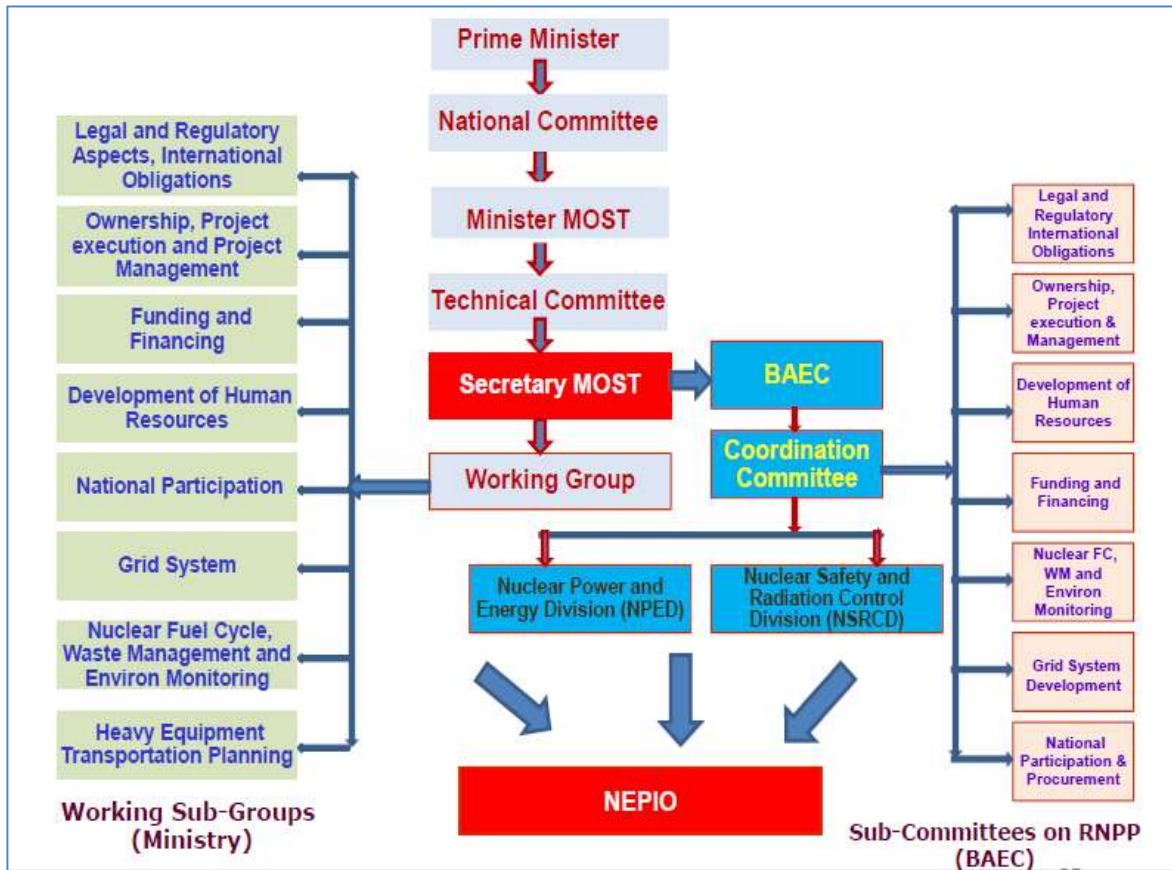 Prime Minister
National Committee
Minister MOST
Technical Committee
Secretary MOST
Working Group
BAEC
Coordination
Committee
Nuclear Power and
Energy Division (NPED)
Nuclear Safety and
Radiation Control
Division (NSRCD)
NEPIO
Legal and Regulatory
Aspects, International
Obligations
Ownership, Project
execution and Project
Management
Funding and
Financing
Development of Human
Resources
National Participation
Grid System
Nuclear Fuel Cycle,
Waste Management and
Environ Monitoring
Heavy Equipment
Transportation Planning
Working Sub-Groups
(Ministry)
Legal and
Regulatory
International
Obligations
Ownership,
Project
execution &
Management
Development of
Human
Resources
Funding and
Financing
Nuclear FC,
WM and
Environ
Monitoring
Grid System
Development
National
Participation &
Procurement
Sub-Committees on RNPP
(BAEC)